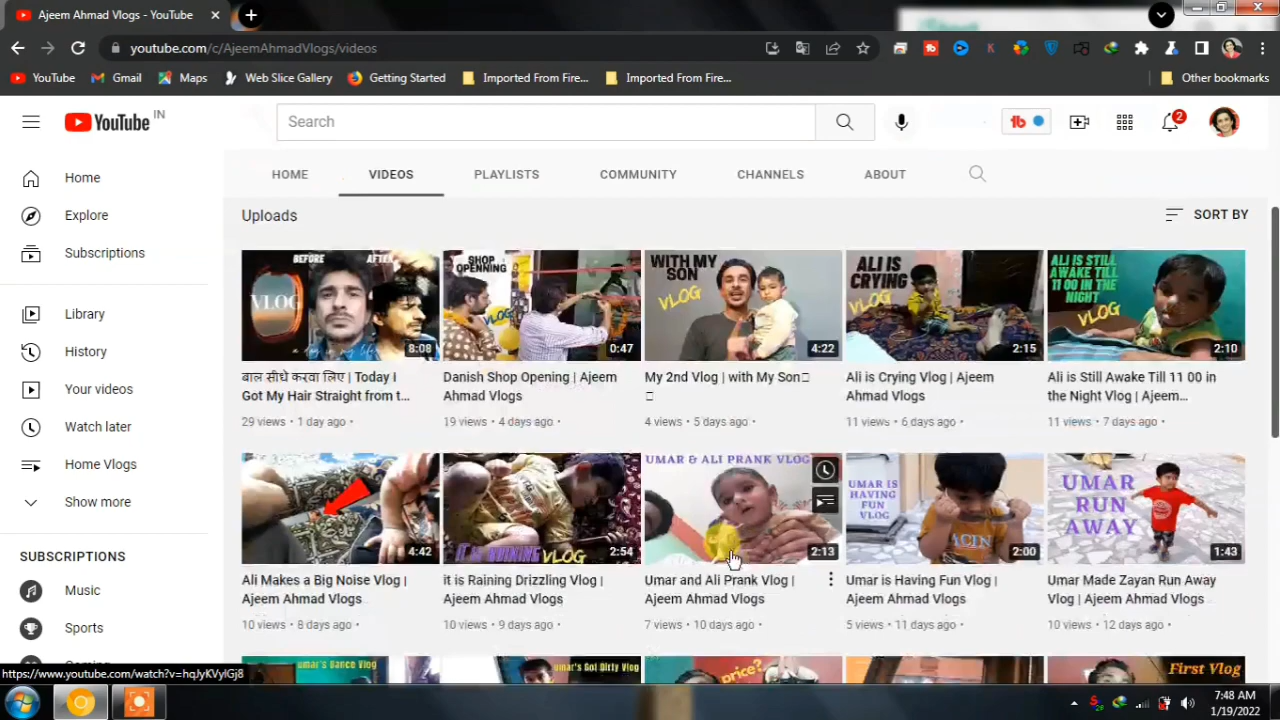 Ajeem Ahmad Vlogs - YouTube
youtube.com/c/AjeemAhmadVlogs/videos
YouTube
Gmail
Maps
Web Slice Gallery
Getting Started
Imported From Fire...
Imported From Fire...
Other bookmarks
YouTube IN
Search
2
HOME
VIDEOS
PLAYLISTS
COMMUNITY
CHANNELS
ABOUT
Home
Explore
Subscriptions
Library
History
Your videos
Watch later
Home Vlogs
Show more
SUBSCRIPTIONS
Music
Sports
Uploads
SORT BY
BEFORE AFTER
VLOG
8:08
बाल सीधे करवा लिए | Today I
Got My Hair Straight from t...
29 views • 1 day ago
SHOP
OPENNING
0:47
Danish Shop Opening | Ajeem
Ahmad Vlogs
19 views • 4 days ago
WITH MY
SON
VLOG
4:22
My 2nd Vlog | with My Son
4 views • 5 days ago
ALI IS
CRYING
VLOG
2:15
Ali is Crying Vlog | Ajeem
Ahmad Vlogs
11 views • 6 days ago
ALI IS STILL
AWAKE TILL
11 00 IN
THE NIGHT
VLOG
2:10
Ali is Still Awake Till 11 00 in
the Night Vlog | Ajeem...
11 views • 7 days ago
4:42
Ali Makes a Big Noise Vlog |
Ajeem Ahmad Vlogs
10 views • 8 days ago
IT IS RAINING VLOG
2:54
it is Raining Drizzling Vlog |
Ajeem Ahmad Vlogs
10 views • 9 days ago
UMAR & ALI PRANK VLOG
2:13
Umar and Ali Prank Vlog |
Ajeem Ahmad Vlogs
7 views • 10 days ago
UMAR IS
HAVING
FUN
VLOG
2:00
Umar is Having Fun Vlog |
Ajeem Ahmad Vlogs
5 views • 11 days ago
UMAR
RUN
AWAY
1:43
Umar Made Zayan Run Away
Vlog | Ajeem Ahmad Vlogs
10 views • 12 days ago
umar's Dance Vlog
umar's Got Dirty Vlog
price?
First Vlog
https://www.youtube.com/watch?v=hqJyKVylGj8
7:48 AM
1/19/2022